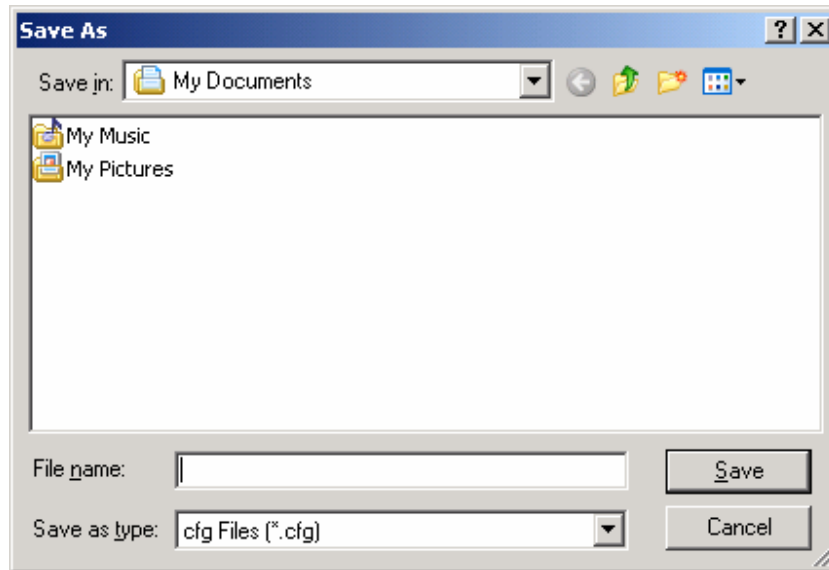 Save As ?
Save in: My Documents
My Music
My Pictures
File name: Save
Save as type: cfg Files (*.cfg) Cancel